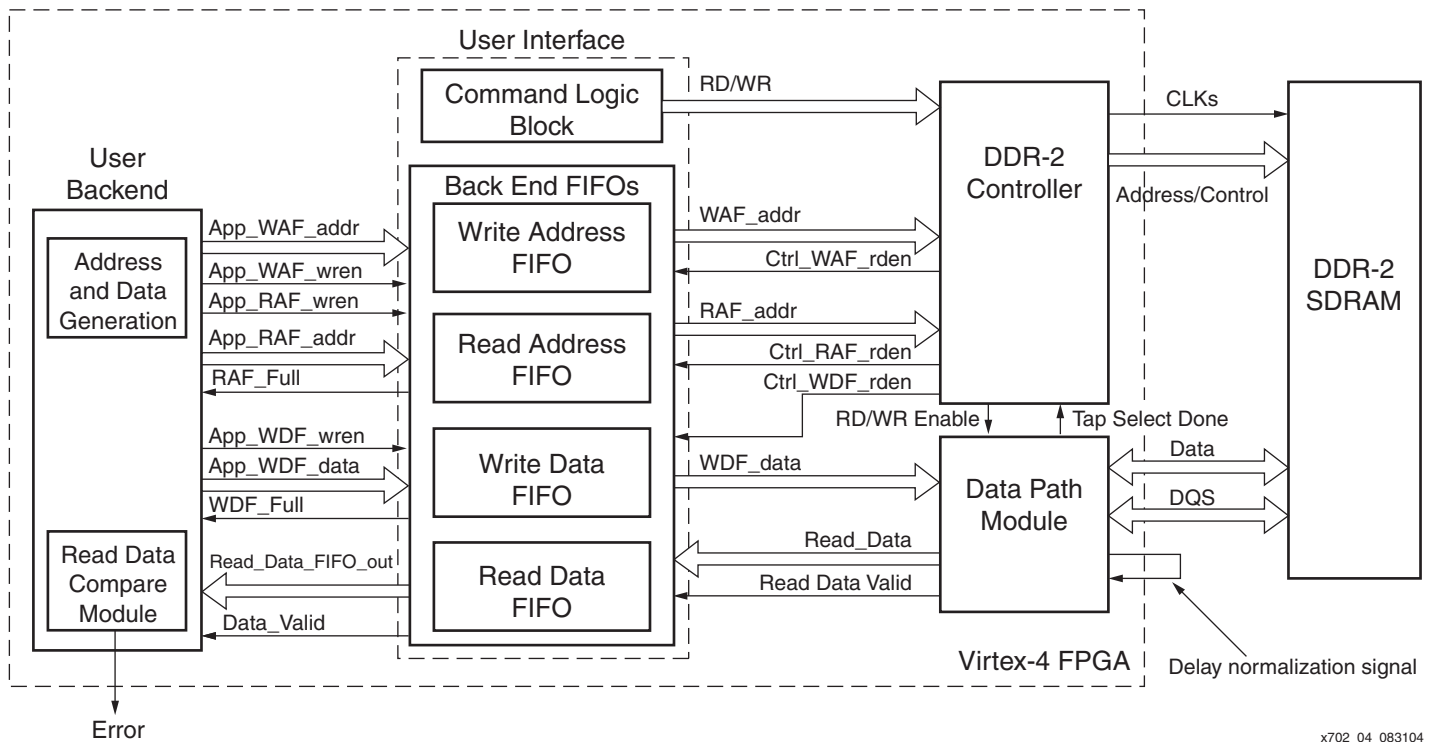 User Interface
Command Logic
Block
RD/WR
CLKs
DDR-2
Controller
Address/Control
DDR-2
SDRAM
User
Backend
Address
and Data
Generation
App_WAF_addr
App_WAF_wren
App_RAF_wren
App_RAF_addr
RAF_Full
App_WDF_wren
App_WDF_data
WDF_Full
Read_Data_FIFO_out
Data_Valid
Read Data
Compare
Module
Error
Back End FIFOs
Write Address
FIFO
Read Address
FIFO
Write Data
FIFO
Read Data
FIFO
WAF_addr
Ctrl_WAF_rden
RAF_addr
Ctrl_RAF_rden
Ctrl_WDF_rden
RD/WR Enable
Tap Select Done
WDF_data
Read_Data
Read Data Valid
Data Path
Module
Data
DQS
Virtex-4 FPGA
Delay normalization signal
x702_04_083104